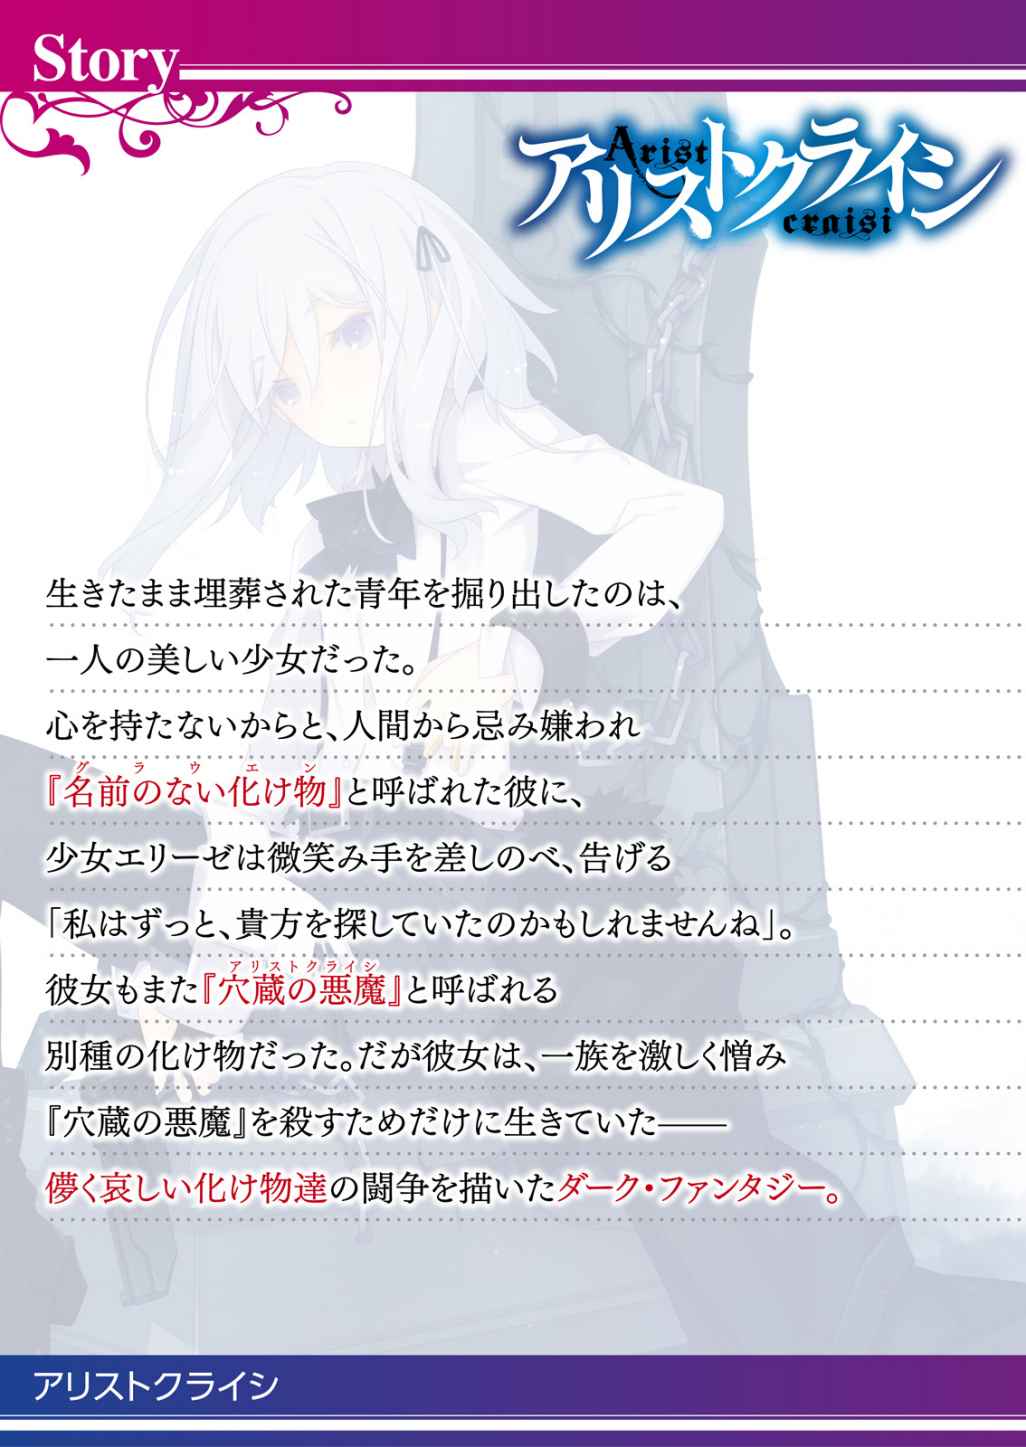 Story
アリストクライシ
Arist
craisi
生きたまま埋葬された青年を掘り出したのは、
一人の美しい少女だった。
心を持たないからと、人間から忌み嫌われ
グラウエン
『名前のない化け物』と呼ばれた彼に、
少女エリーゼは微笑み手を差しのべ、告げる
「私はずっと、貴方を探していたのかもしれませんね」。
アリストクライシ
彼女もまた『穴蔵の悪魔』と呼ばれる
別種の化け物だった。だが彼女は、一族を激しく憎み
『穴蔵の悪魔』を殺すためだけに生きていた――
儚く哀しい化け物達の闘争を描いたダーク・ファンタジー。
アリストクライシ